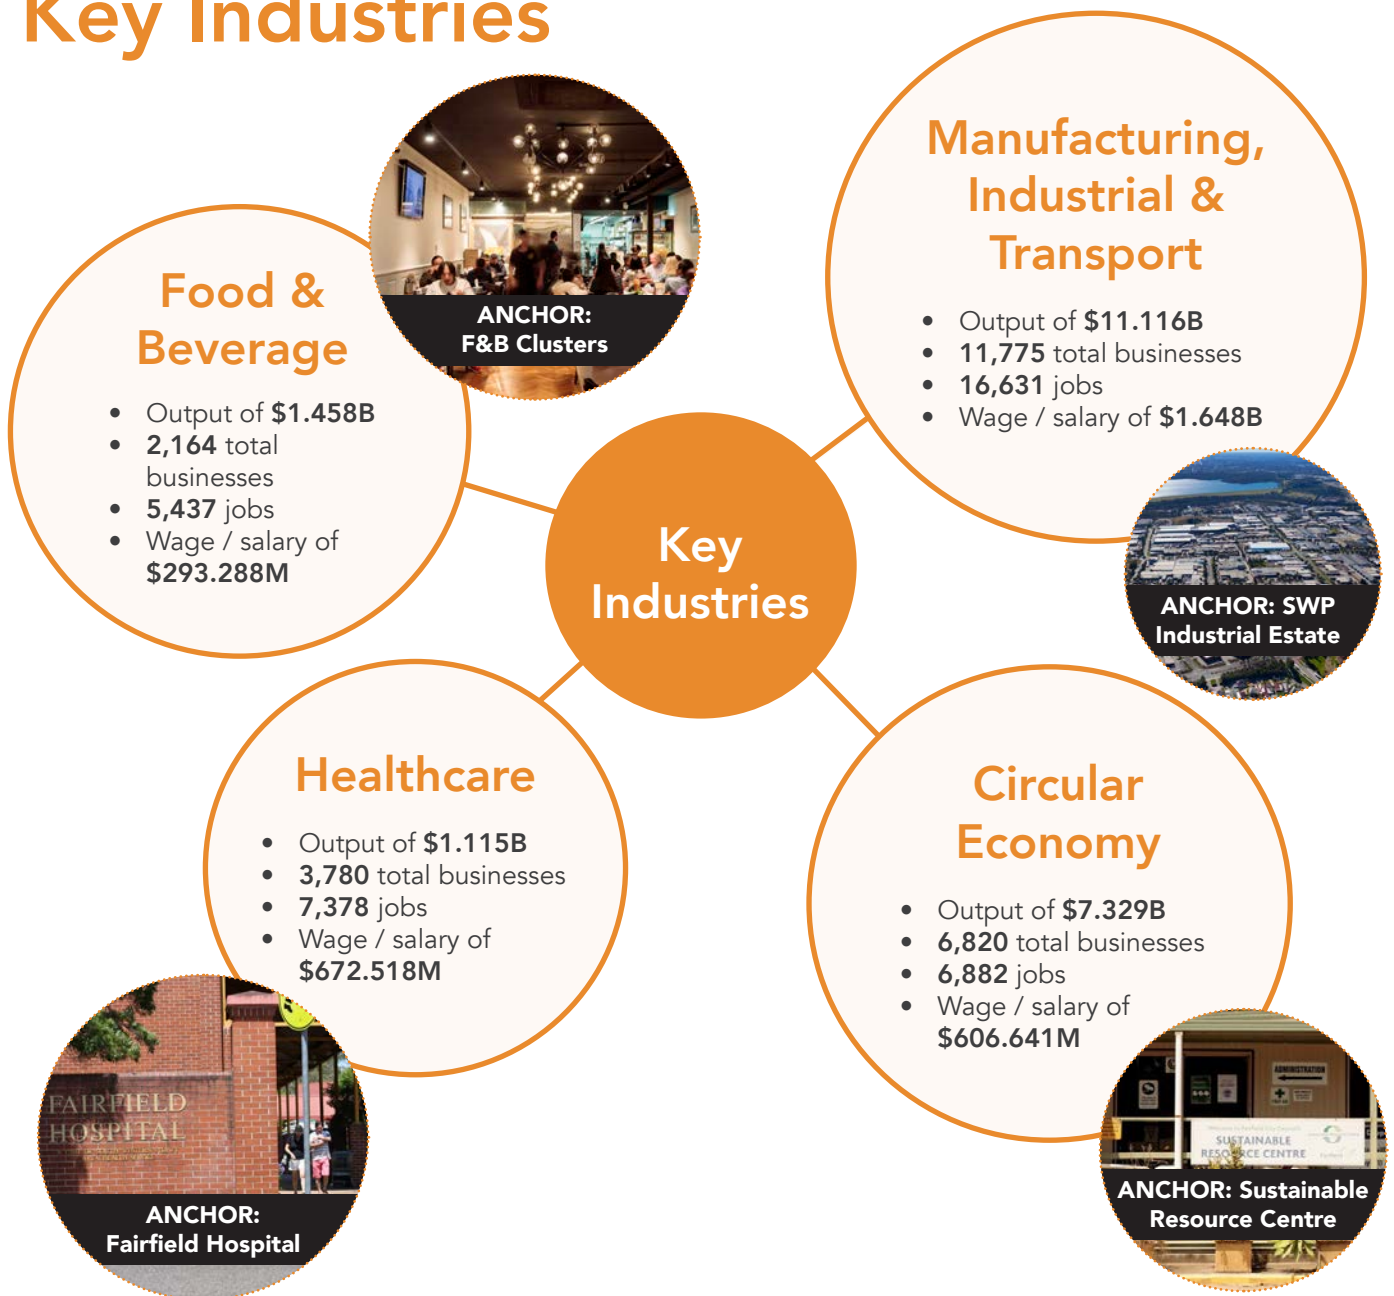 Key Industries
ANCHOR:
F&B Clusters
Food &
Beverage
• Output of $1.458B
• 2,164 total
businesses
• 5,437 jobs
• Wage / salary of
$293.288M
Manufacturing,
Industrial &
Transport
• Output of $11.116B
• 11,775 total businesses
• 16,631 jobs
• Wage / salary of $1.648B
ANCHOR: SWP
Industrial Estate
Key
Industries
Healthcare
• Output of $1.115B
• 3,780 total businesses
• 7,378 jobs
• Wage / salary of
$672.518M
FAIRFIELD
HOSPITAL
ANCHOR:
Fairfield Hospital
Circular
Economy
• Output of $7.329B
• 6,820 total businesses
• 6,882 jobs
• Wage / salary of
$606.641M
ADMINISTRATION
SUSTAINABLE
RESOURCE CENTRE
ANCHOR: Sustainable
Resource Centre